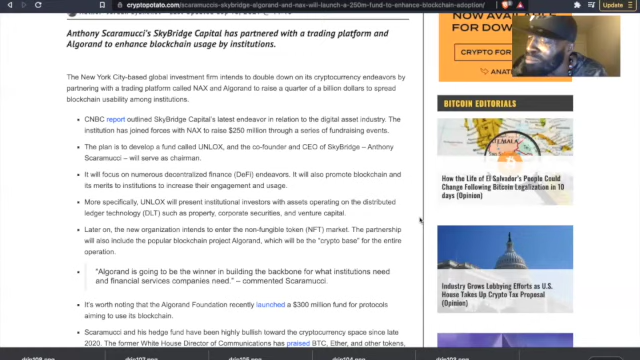 cryptopotato.com/scaramuccis-skybridge-algorand-and-nax-will-launch-a-250m-fund-to-enhance-blockchain-adoption/
Update
Anthony Scaramucci's SkyBridge Capital has partnered with a trading platform and
Algorand to enhance blockchain usage by institutions.
The New York City-based global investment firm intends to double down on its cryptocurrency endeavors by
partnering with a trading platform called NAX and Algorand to raise a quarter of a billion dollars to spread
blockchain usability among institutions.
• CNBC report outlined SkyBridge Capital's latest endeavor in relation to the digital asset industry. The
institution has joined forces with NAX to raise $250 million through a series of fundraising events.
• The plan is to develop a fund called UNLOX, and the co-founder and CEO of SkyBridge – Anthony
Scaramucci – will serve as chairman.
• It will focus on numerous decentralized finance (DeFi) endeavors. It will also promote blockchain and
its merits to institutions to increase their engagement and usage.
• More specifically, UNLOX will present institutional investors with assets operating on the distributed
ledger technology (DLT) such as property, corporate securities, and venture capital.
• Later on, the new organization intends to enter the non-fungible token (NFT) market. The partnership
will also include the popular blockchain project Algorand, which will be the "crypto base" for the entire
operation.
"Algorand is going to be the winner in building the backbone for what institutions need
and financial services companies need." – commented Scaramucci.
• It's worth noting that the Algorand Foundation recently launched a $300 million fund for protocols
aiming to use its blockchain.
• Scaramucci and his hedge fund have been highly bullish toward the cryptocurrency space since late
2020. The former White House Director of Communications has praised BTC, Ether, and other tokens,
NOW AVAILABLE
FOR DOW
CRYPTO FOR
BITCOIN EDITORIALS
How the Life of El Salvador's People Could
Change Following Bitcoin Legalization in 10
days (Opinion)
Industry Grows Lobbying Efforts as U.S.
House Takes Up Crypto Tax Proposal
(Opinion)